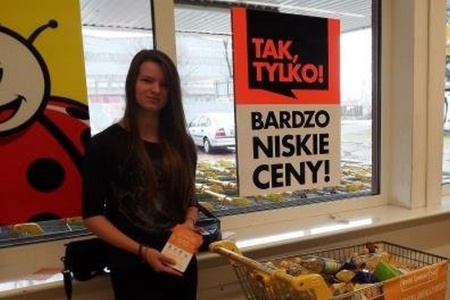 TAK,
TYLKO!
BARDZO
NISKIE
CENY!